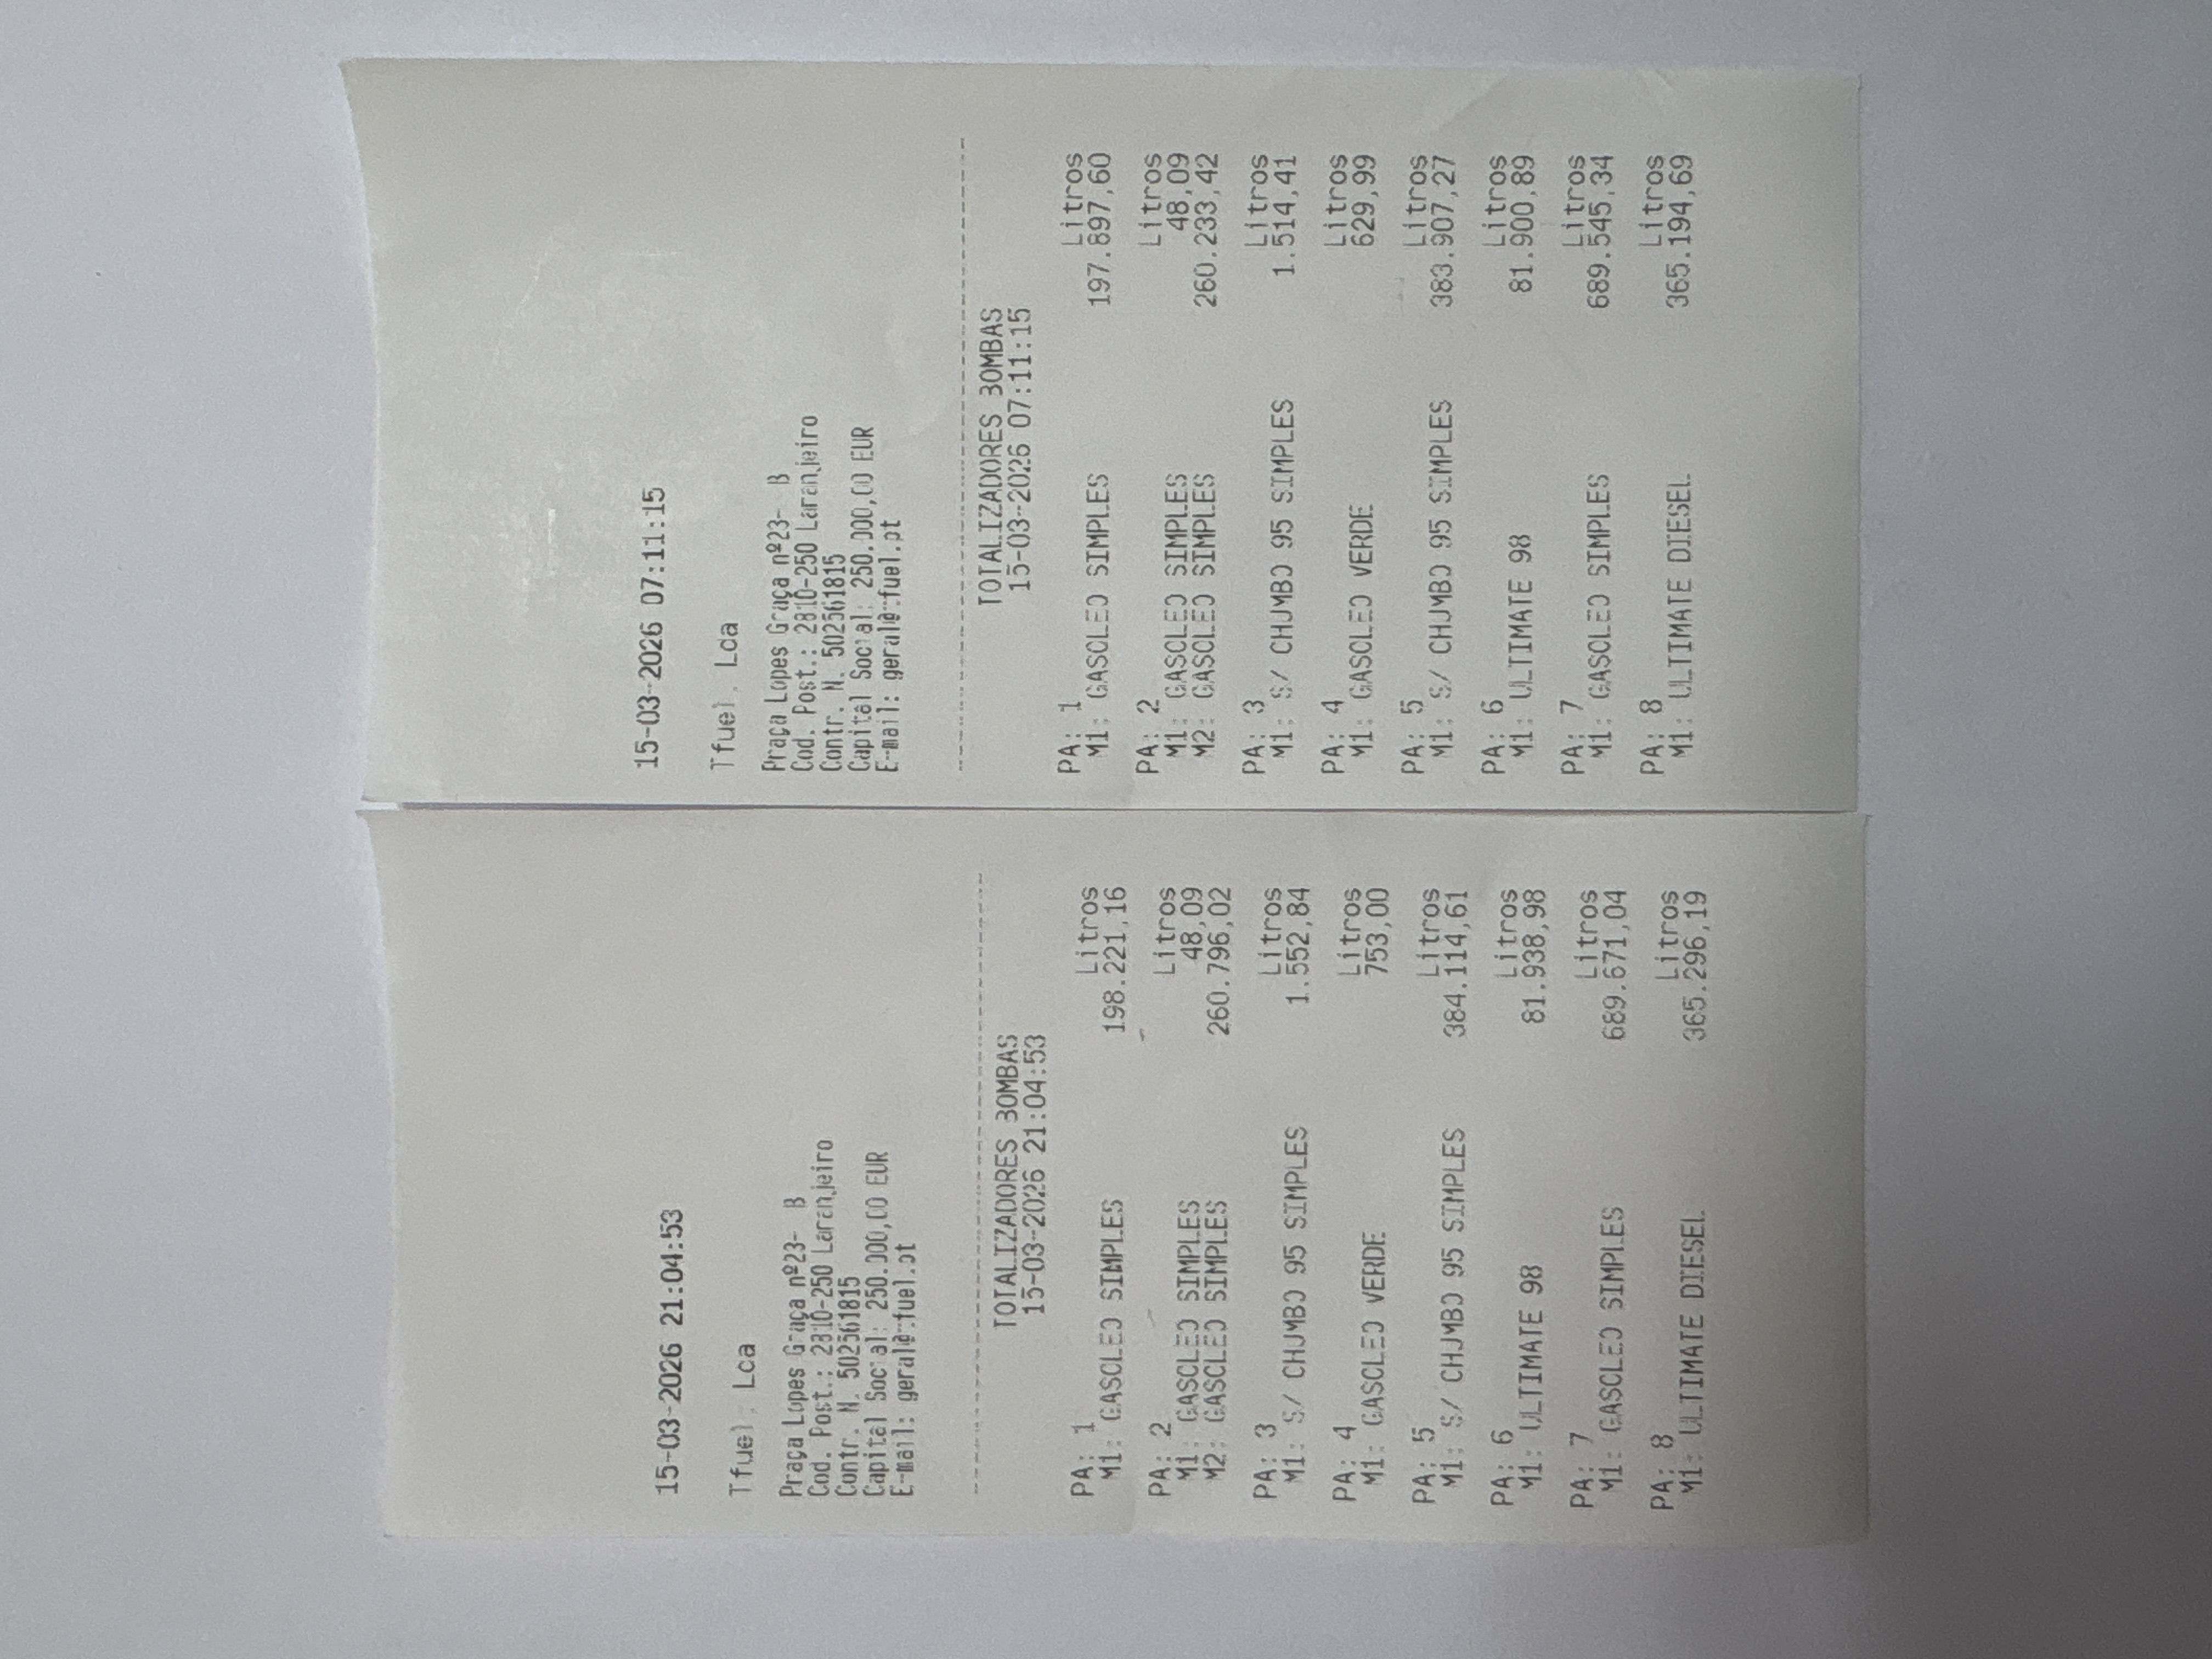 15-03-2026 21:04:53
Tfuel, Lda
Praça Lopes Graça nº23- B
Cod. Post.: 2810-250 Laranjeiro
Contr. N. 502561815
Capital Social: 250.000,00 EUR
E-mail: geral@tfuel.pt
TOTALIZADORES BOMBAS
15-03-2026 21:04:53
PA: 1 Litros
M1: GASOLEO SIMPLES 198.221,16
PA: 2 Litros
M1: GASOLEO SIMPLES 48,09
M2: GASOLEO SIMPLES 260.796,02
PA: 3 Litros
M1: S/ CHUMBO 95 SIMPLES 1.552,84
PA: 4 Litros
M1: GASOLEO VERDE 753,00
PA: 5 Litros
M1: S/ CHUMBO 95 SIMPLES 384.114,61
PA: 6 Litros
M1: ULTIMATE 98 81.938,98
PA: 7 Litros
M1: GASOLEO SIMPLES 689.671,04
PA: 8 Litros
M1: ULTIMATE DIESEL 365.296,19
15-03-2026 07:11:15
Tfuel, Lda
Praça Lopes Graça nº23- B
Cod. Post.: 2810-250 Laranjeiro
Contr. N. 502561815
Capital Social: 250.000,00 EUR
E-mail: geral@tfuel.pt
TOTALIZADORES BOMBAS
15-03-2026 07:11:15
PA: 1 Litros
M1: GASOLEO SIMPLES 197.897,60
PA: 2 Litros
M1: GASOLEO SIMPLES 48,09
M2: GASOLEO SIMPLES 260.233,42
PA: 3 Litros
M1: S/ CHUMBO 95 SIMPLES 1.514,41
PA: 4 Litros
M1: GASOLEO VERDE 629,99
PA: 5 Litros
M1: S/ CHUMBO 95 SIMPLES 383.907,27
PA: 6 Litros
M1: ULTIMATE 98 81.900,89
PA: 7 Litros
M1: GASOLEO SIMPLES 689.545,34
PA: 8 Litros
M1: ULTIMATE DIESEL 365.194,69